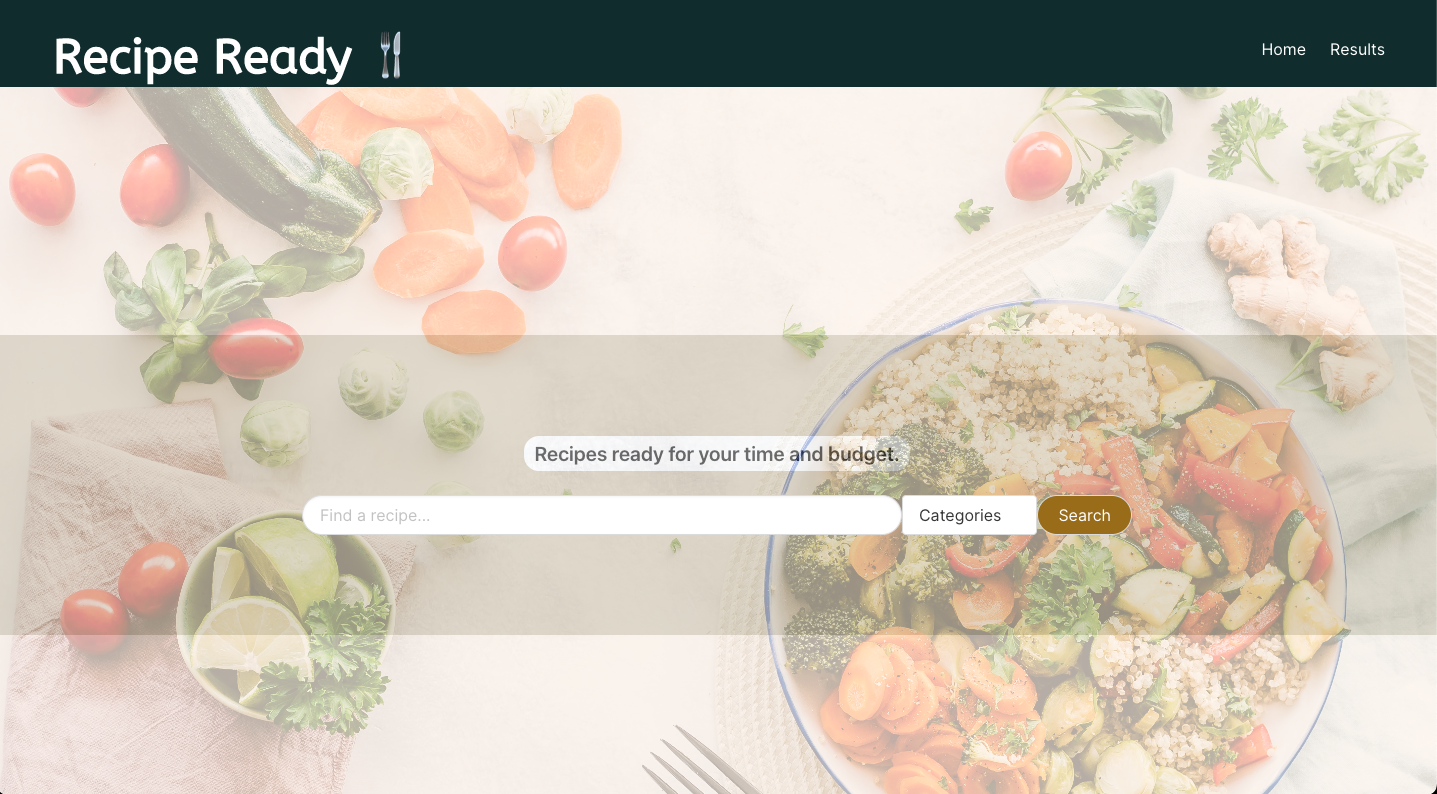 Recipe Ready 🍴
Home
Results
Recipes ready for your time and budget.
Find a recipe...
Categories
Search